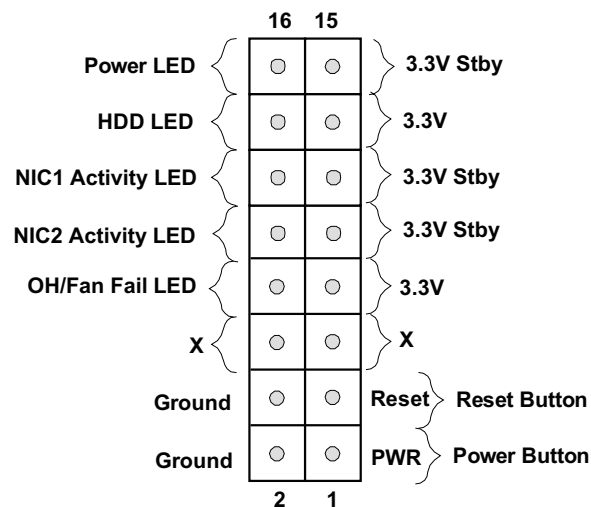 16 15
Power LED 3.3V Stby
HDD LED 3.3V
NIC1 Activity LED 3.3V Stby
NIC2 Activity LED 3.3V Stby
OH/Fan Fail LED 3.3V
X X
Ground Reset Reset Button
Ground PWR Power Button
2 1